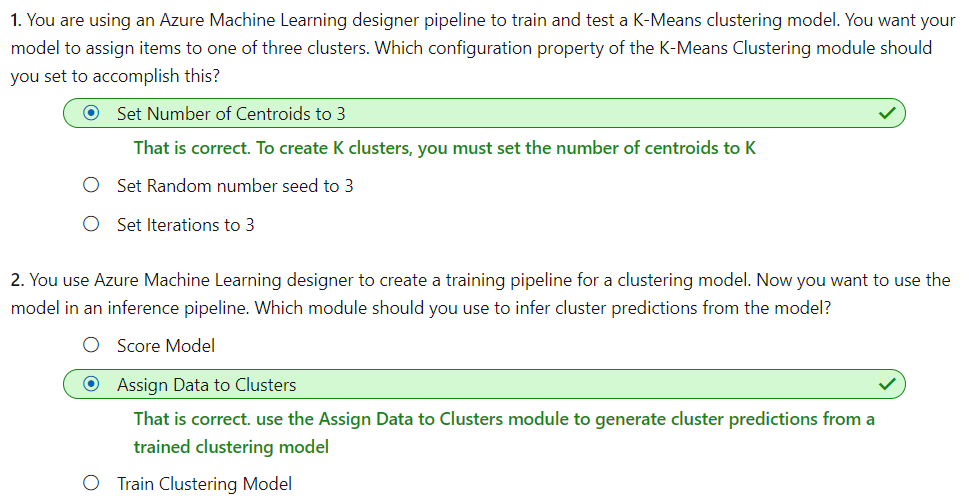 1. You are using an Azure Machine Learning designer pipeline to train and test a K-Means clustering model. You want your
model to assign items to one of three clusters. Which configuration property of the K-Means Clustering module should
you set to accomplish this?
Set Number of Centroids to 3
That is correct. To create K clusters, you must set the number of centroids to K
Set Random number seed to 3
Set Iterations to 3
2. You use Azure Machine Learning designer to create a training pipeline for a clustering model. Now you want to use the
model in an inference pipeline. Which module should you use to infer cluster predictions from the model?
Score Model
Assign Data to Clusters
That is correct. use the Assign Data to Clusters module to generate cluster predictions from a
trained clustering model
Train Clustering Model